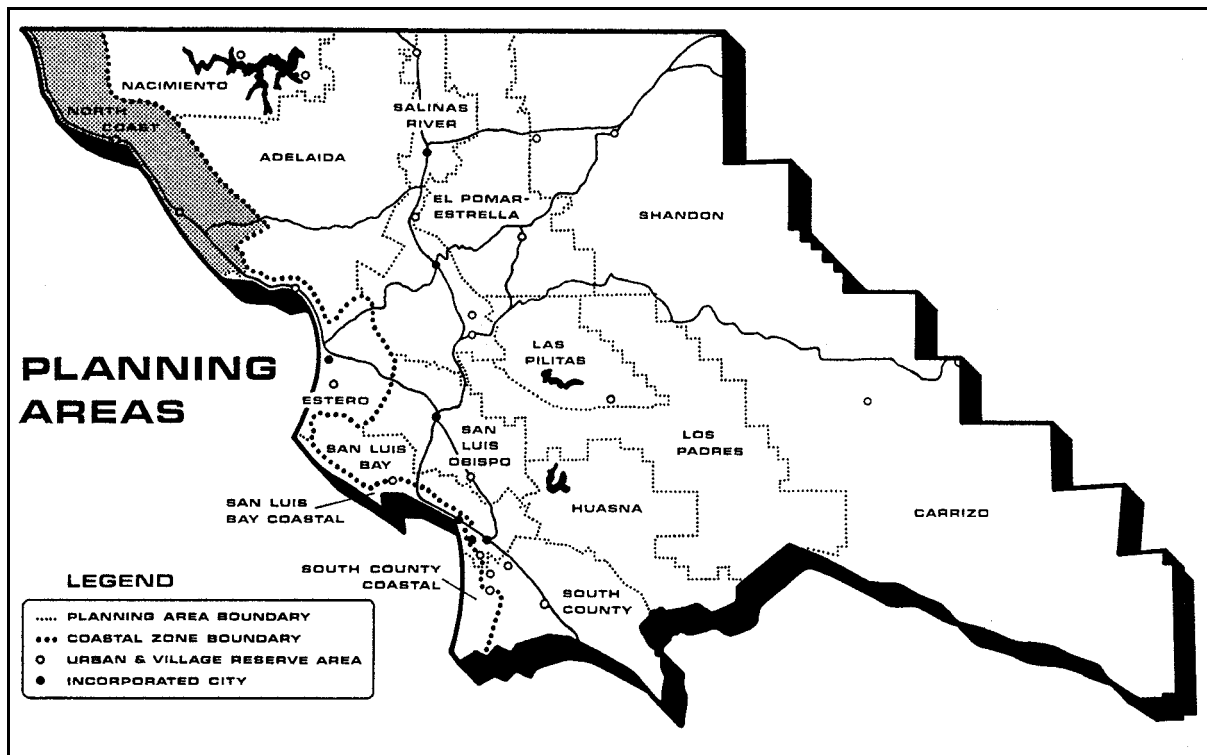 NACIMIENTO
NORTH
COAST
SALINAS
RIVER
ADELAIDA
EL POMAR-
ESTRELLA
SHANDON
PLANNING
AREAS
LAS
PILITAS
ESTERO
SAN LUIS
BAY
SAN
LUIS
OBISPO
LOS
PADRES
SAN LUIS
BAY COASTAL
HUASNA
CARRIZO
SOUTH COUNTY
COASTAL
SOUTH
COUNTY
LEGEND
PLANNING AREA BOUNDARY
COASTAL ZONE BOUNDARY
URBAN & VILLAGE RESERVE AREA
INCORPORATED CITY